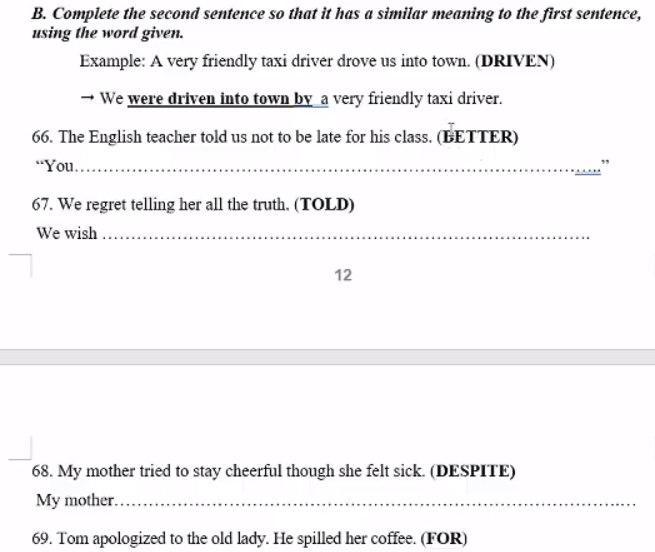 B. Complete the second sentence so that it has a similar meaning to the first sentence,
using the word given.
Example: A very friendly taxi driver drove us into town. (DRIVEN)
→ We were driven into town by a very friendly taxi driver.
66. The English teacher told us not to be late for his class. (BETTER)
“You.......................................................................................................”
67. We regret telling her all the truth. (TOLD)
We wish ..................................................................................................
12
68. My mother tried to stay cheerful though she felt sick. (DESPITE)
My mother.......................................................................................................
69. Tom apologized to the old lady. He spilled her coffee. (FOR)